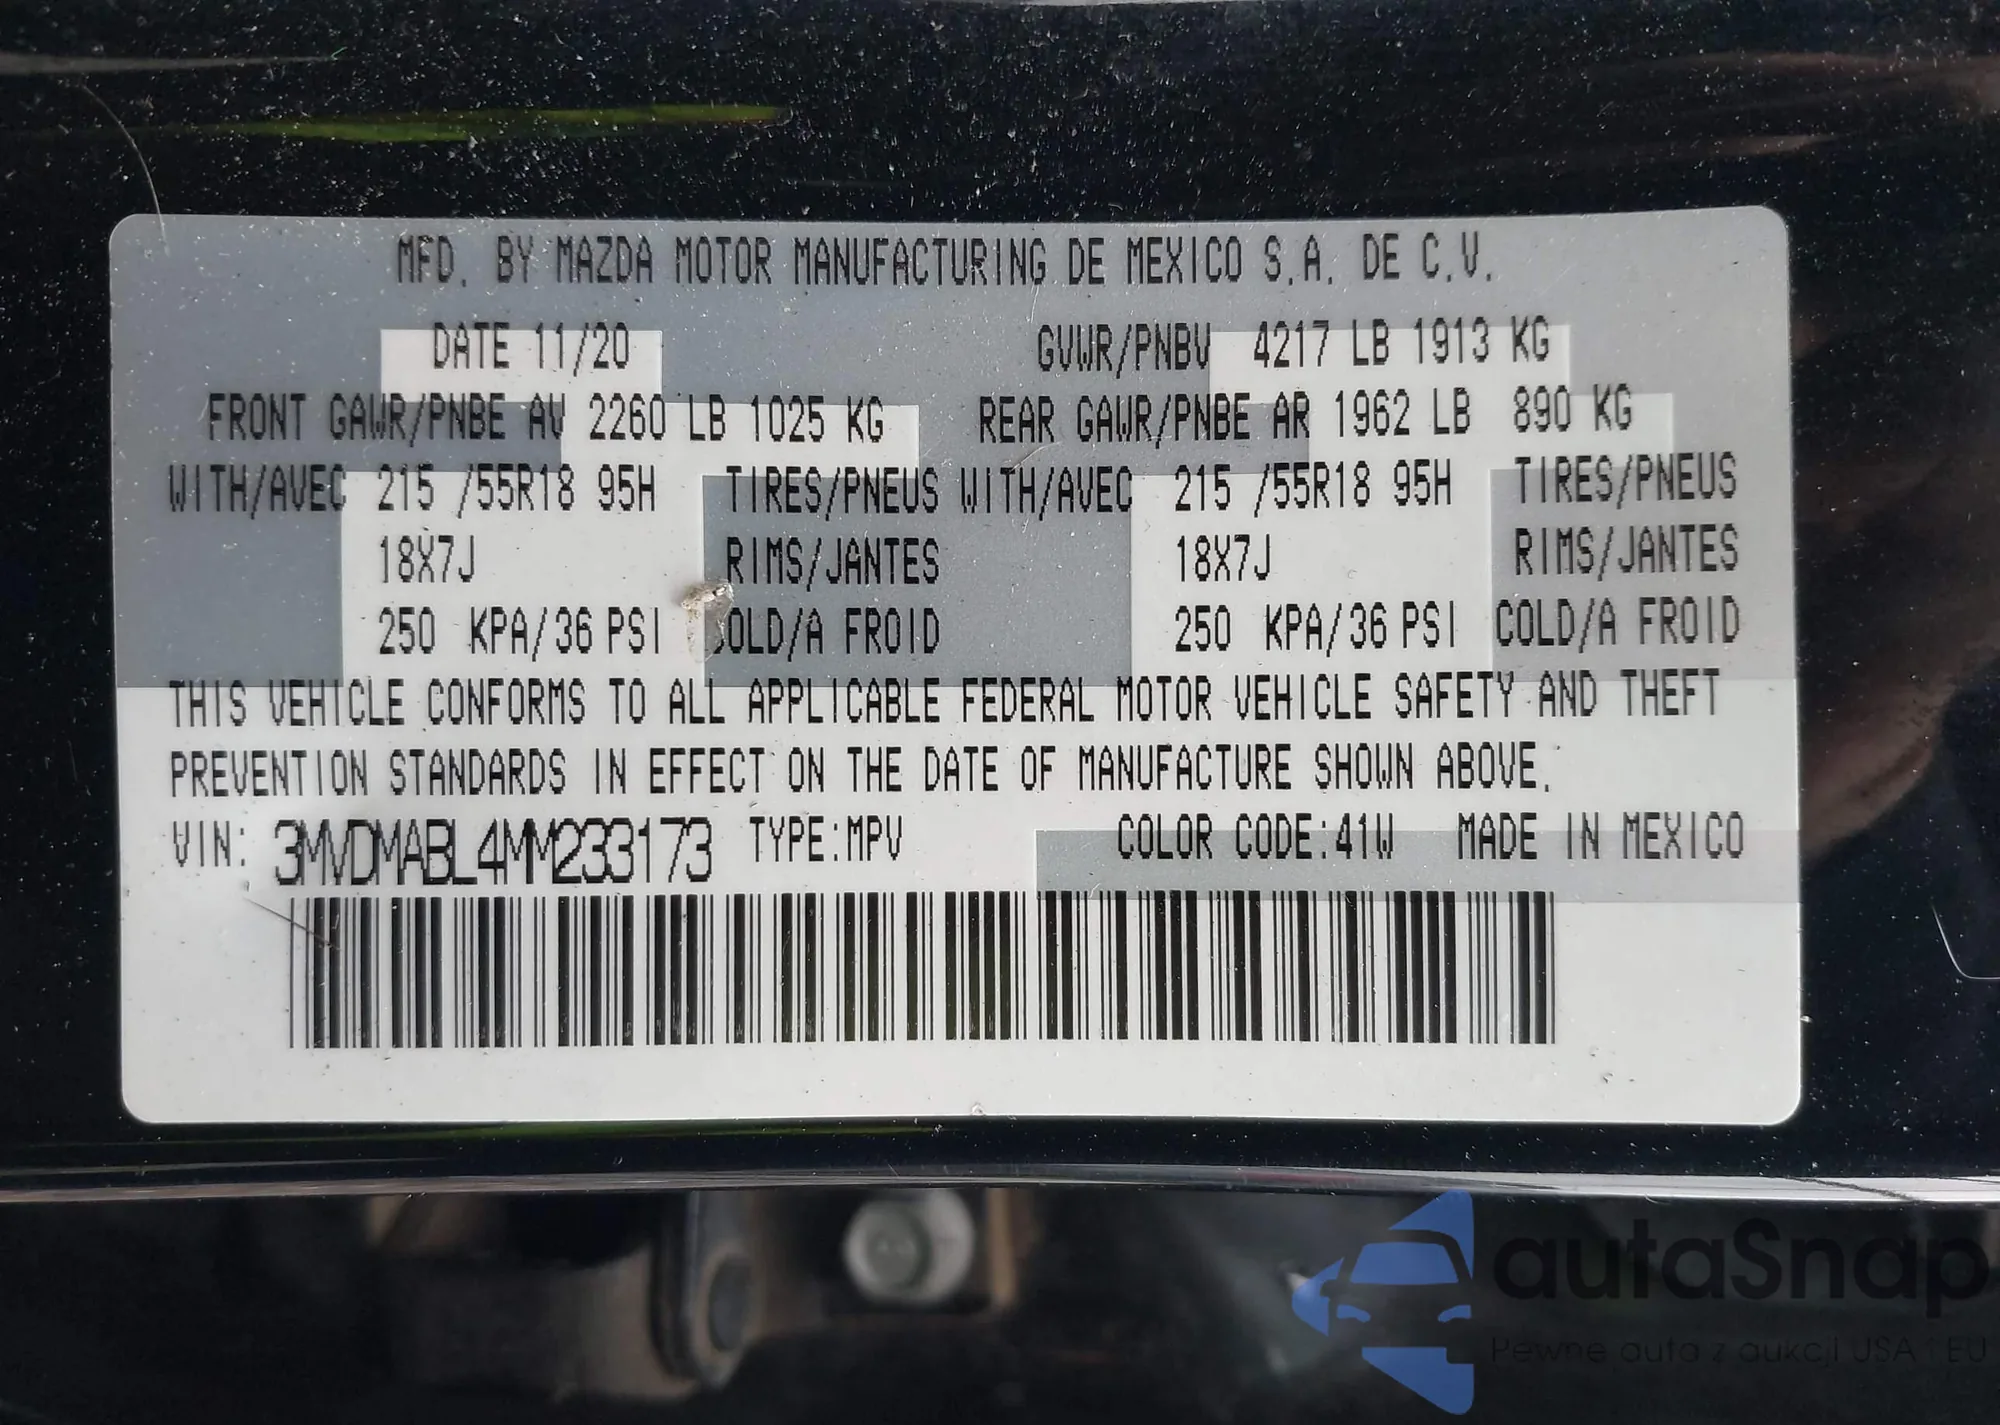 MFD. BY MAZDA MOTOR MANUFACTURING DE MEXICO S.A. DE C.V.
DATE 11/20 GVWR/PNBV 4217 LB 1913 KG
FRONT GAWR/PNBE AV 2260 LB 1025 KG REAR GAWR/PNBE AR 1962 LB 890 KG
WITH/AVEC 215 /55R18 95H TIRES/PNEUS WITH/AVEC 215 /55R18 95H TIRES/PNEUS
18X7J RIMS/JANTES 18X7J RIMS/JANTES
250 KPA/36 PSI COLD/A FROID 250 KPA/36 PSI COLD/A FROID
THIS VEHICLE CONFORMS TO ALL APPLICABLE FEDERAL MOTOR VEHICLE SAFETY AND THEFT
PREVENTION STANDARDS IN EFFECT ON THE DATE OF MANUFACTURE SHOWN ABOVE.
VIN: 3MVDMABL4MM233173 TYPE:MPV COLOR CODE:41W MADE IN MEXICO
autaSnap
Pewne auta z aukcji USA i EU